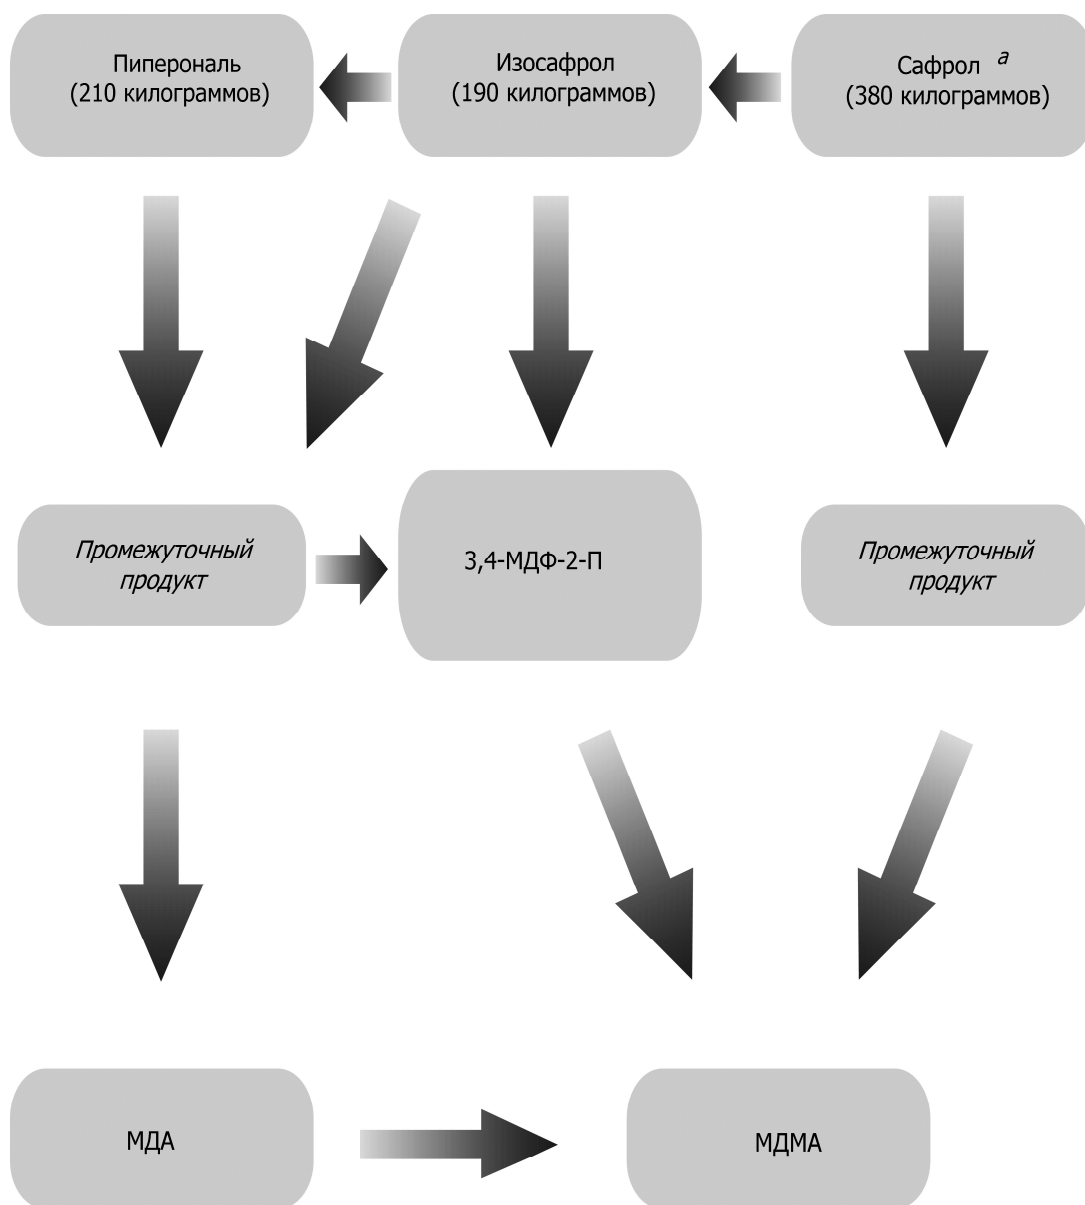 Пиперональ
(210 килограммов)
Изосафрол
(190 килограммов)
Сафрол a
(380 килограммов)
Промежуточный
продукт
3,4-МДФ-2-П
Промежуточный
продукт
МДА
МДМА